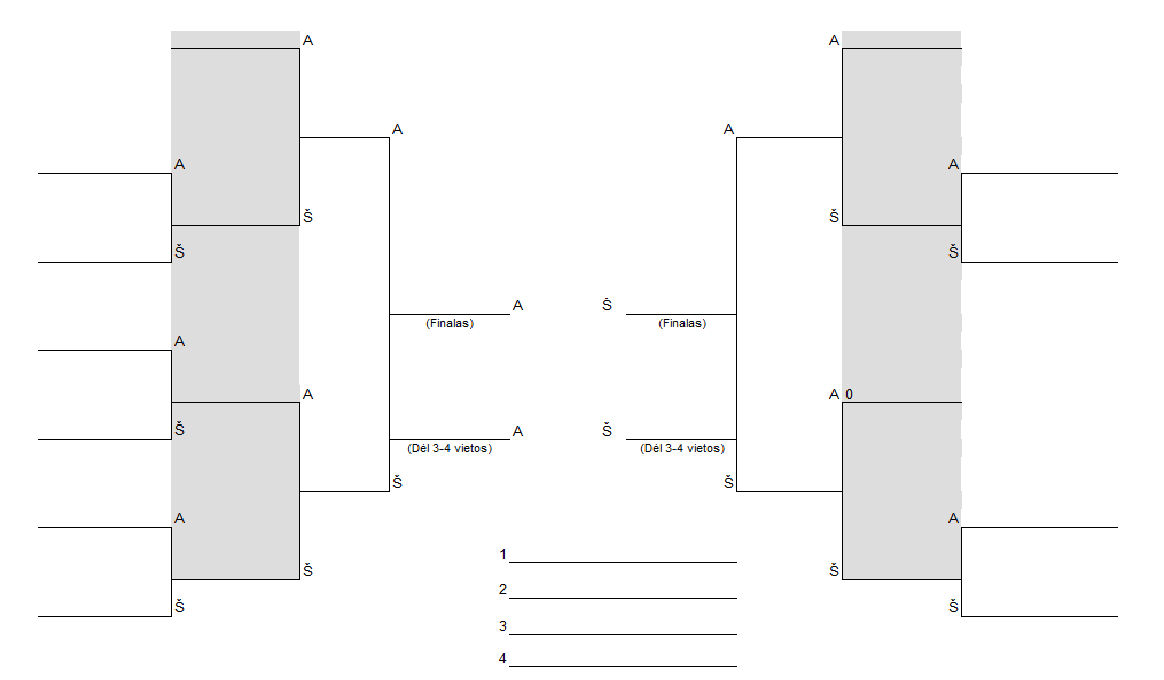 A A
A A
A A
Š Š
Š Š
A Š
(Finalas) (Finalas)
A
A A 0
Š
A Š
(Dėl 3-4 vietos) (Dėl 3-4 vietos)
Š Š
A A
1
Š Š
2
Š Š
3
4